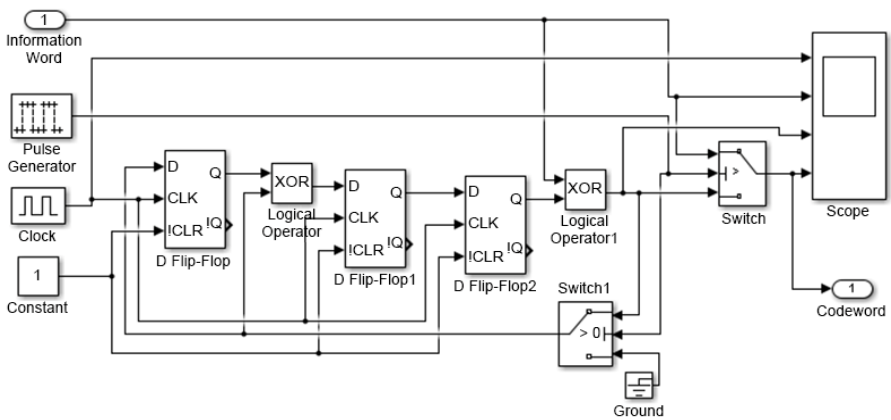 1
Information
Word
Pulse
Generator
Clock
1
Constant
D
Q
CLK
!CLR
!Q
D Flip-Flop
XOR
Logical
Operator
D
Q
CLK
!CLR
!Q
D Flip-Flop1
D
Q
CLK
!CLR
!Q
D Flip-Flop2
XOR
Logical
Operator1
Switch1
> 0
Ground
>
Switch
Scope
1
Codeword